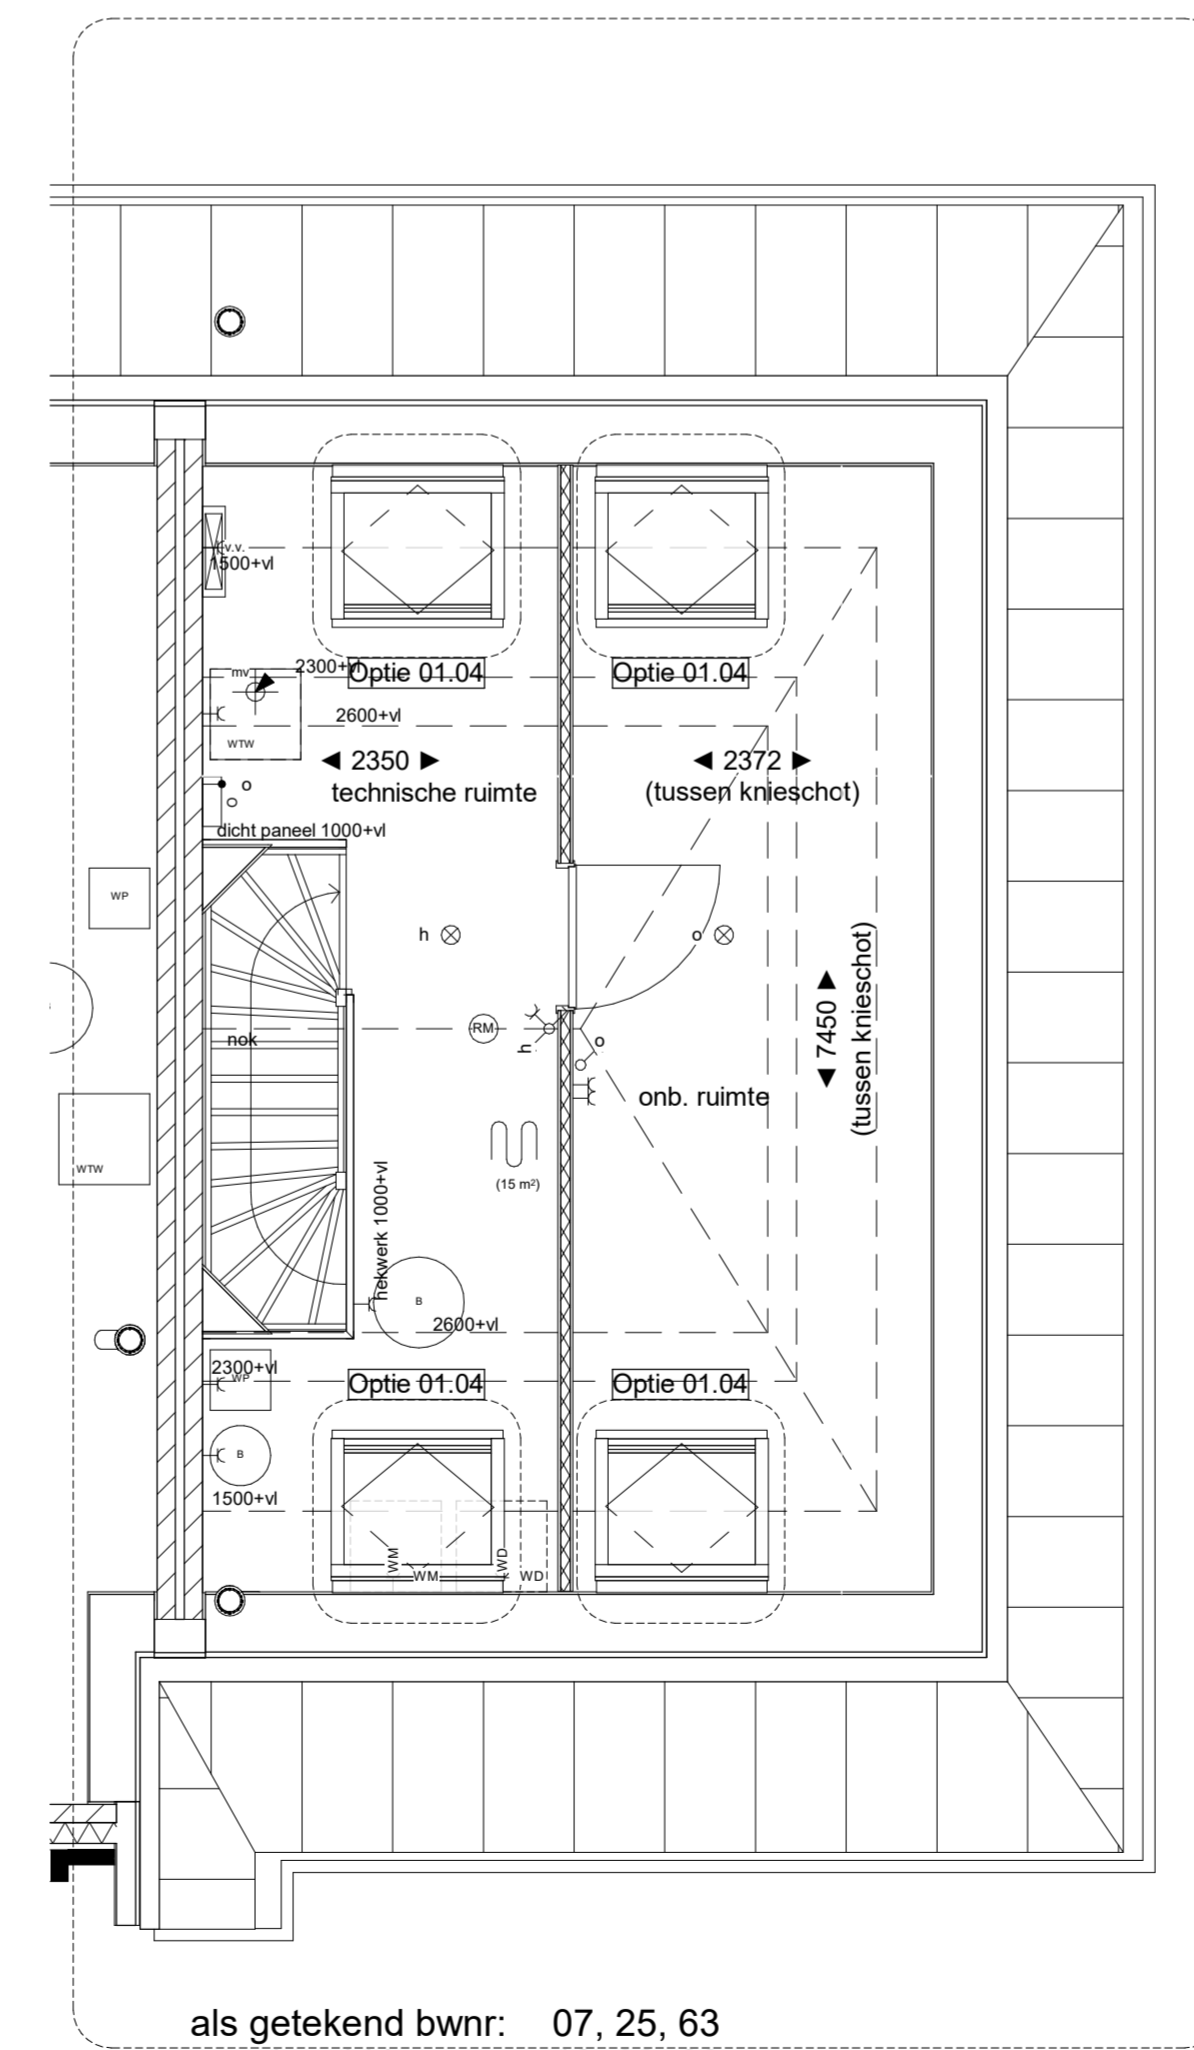 v.v.
1500+vl
mv
2300+vl
Optie 01.04
Optie 01.04
2600+vl
WTW
◄ 2350 ►
technische ruimte
◄ 2372 ►
(tussen knieschot)
o
o
dicht paneel 1000+vl
WP
h
o
◄ 7450 ►
(tussen knieschot)
RM
nok
h
o
onb. ruimte
WTW
(15 m²)
hekwerk 1000+vl
B
2600+vl
2300+vl
WP
Optie 01.04
Optie 01.04
B
1500+vl
WM
WD
WM
WD
als getekend bwnr: 07, 25, 63